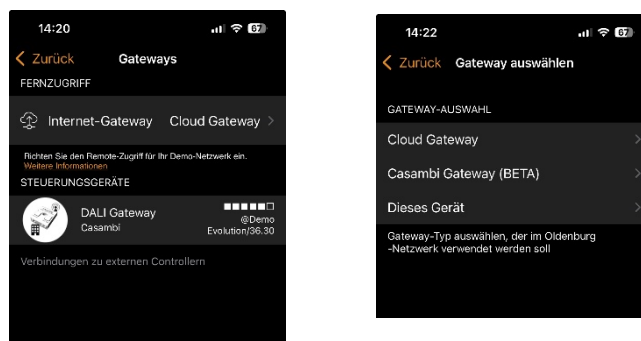 14:20
67
Zurück
Gateways
FERNZUGRIFF
Internet-Gateway
Cloud Gateway
Richten Sie den Remote-Zugriff für Ihr Demo-Netzwerk ein.
Weitere Informationen
STEUERUNGSGERÄTE
DALI Gateway
Casambi
@Demo
Evolution/36.30
Verbindungen zu externen Controllern
14:22
67
Zurück
Gateway auswählen
GATEWAY-AUSWAHL
Cloud Gateway
Casambi Gateway (BETA)
Dieses Gerät
Gateway-Typ auswählen, der im Oldenburg
-Netzwerk verwendet werden soll